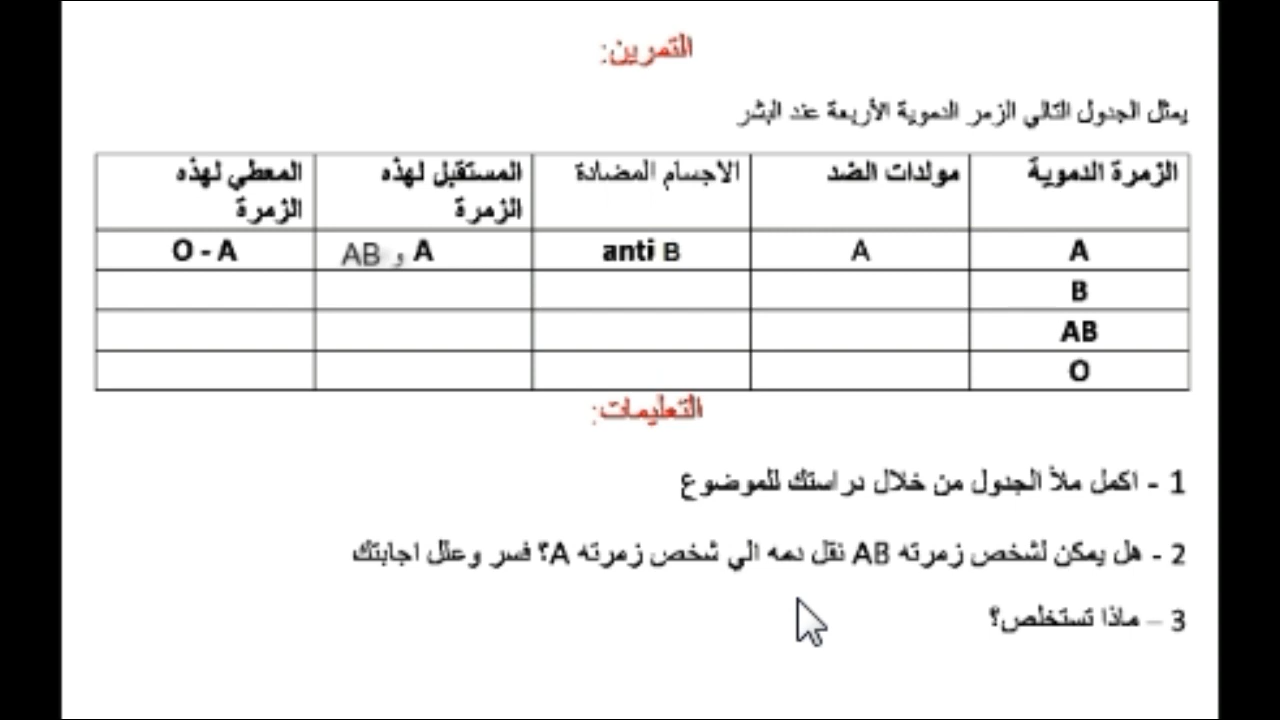 التمرين:
يمثل الجدول التالي الزمر الدموية الأربعة عند البشر
الزمرة الدموية مولدات الضد الاجسام المضادة المستقبل لهذه الزمرة المعطي لهذه الزمرة
A A anti B A و AB O - A
B
AB
O
التعليمات:
1 - اكمل ملأ الجدول من خلال دراستك للموضوع
2 - هل يمكن لشخص زمرته AB نقل دمه الي شخص زمرته A؟ فسر وعلل اجابتك
3 – ماذا تستخلص؟